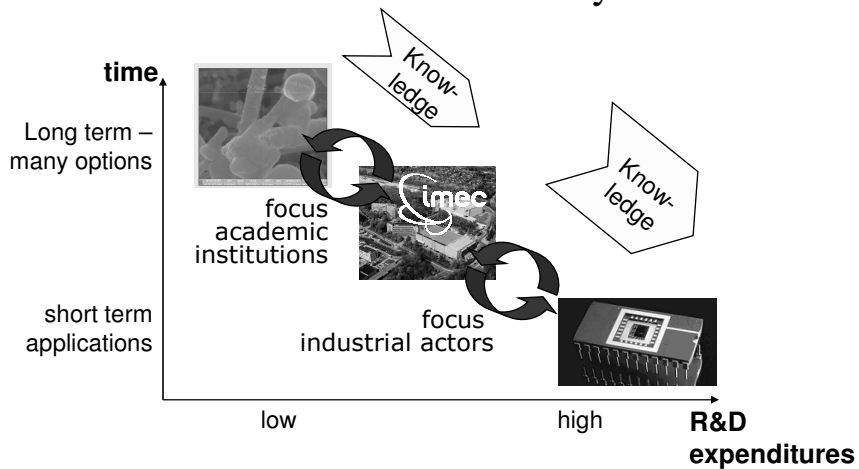 Know-
ledge
time
Long term –
many options
imec
Know-
ledge
focus
academic
institutions
short term
applications
focus
industrial actors
low
high
R&D
expenditures